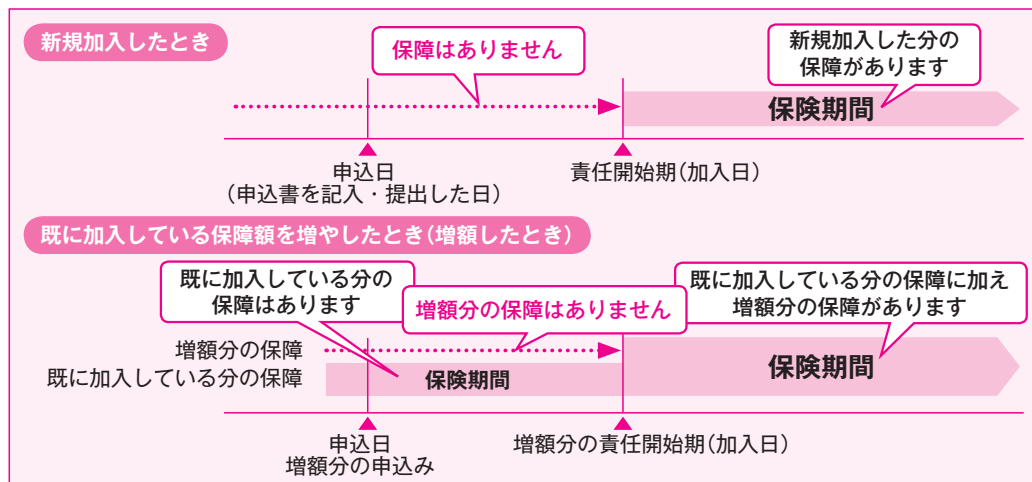 新規加入したとき
保障はありません
新規加入した分の
保障があります
保険期間
申込日
（申込書を記入・提出した日）
責任開始期（加入日）
既に加入している保障額を増やしたとき（増額したとき）
既に加入している分の
保障はあります
増額分の保障はありません
既に加入している分の保障に加え
増額分の保障があります
増額分の保障
既に加入している分の保障
保険期間
保険期間
申込日
増額分の申込み
増額分の責任開始期（加入日）